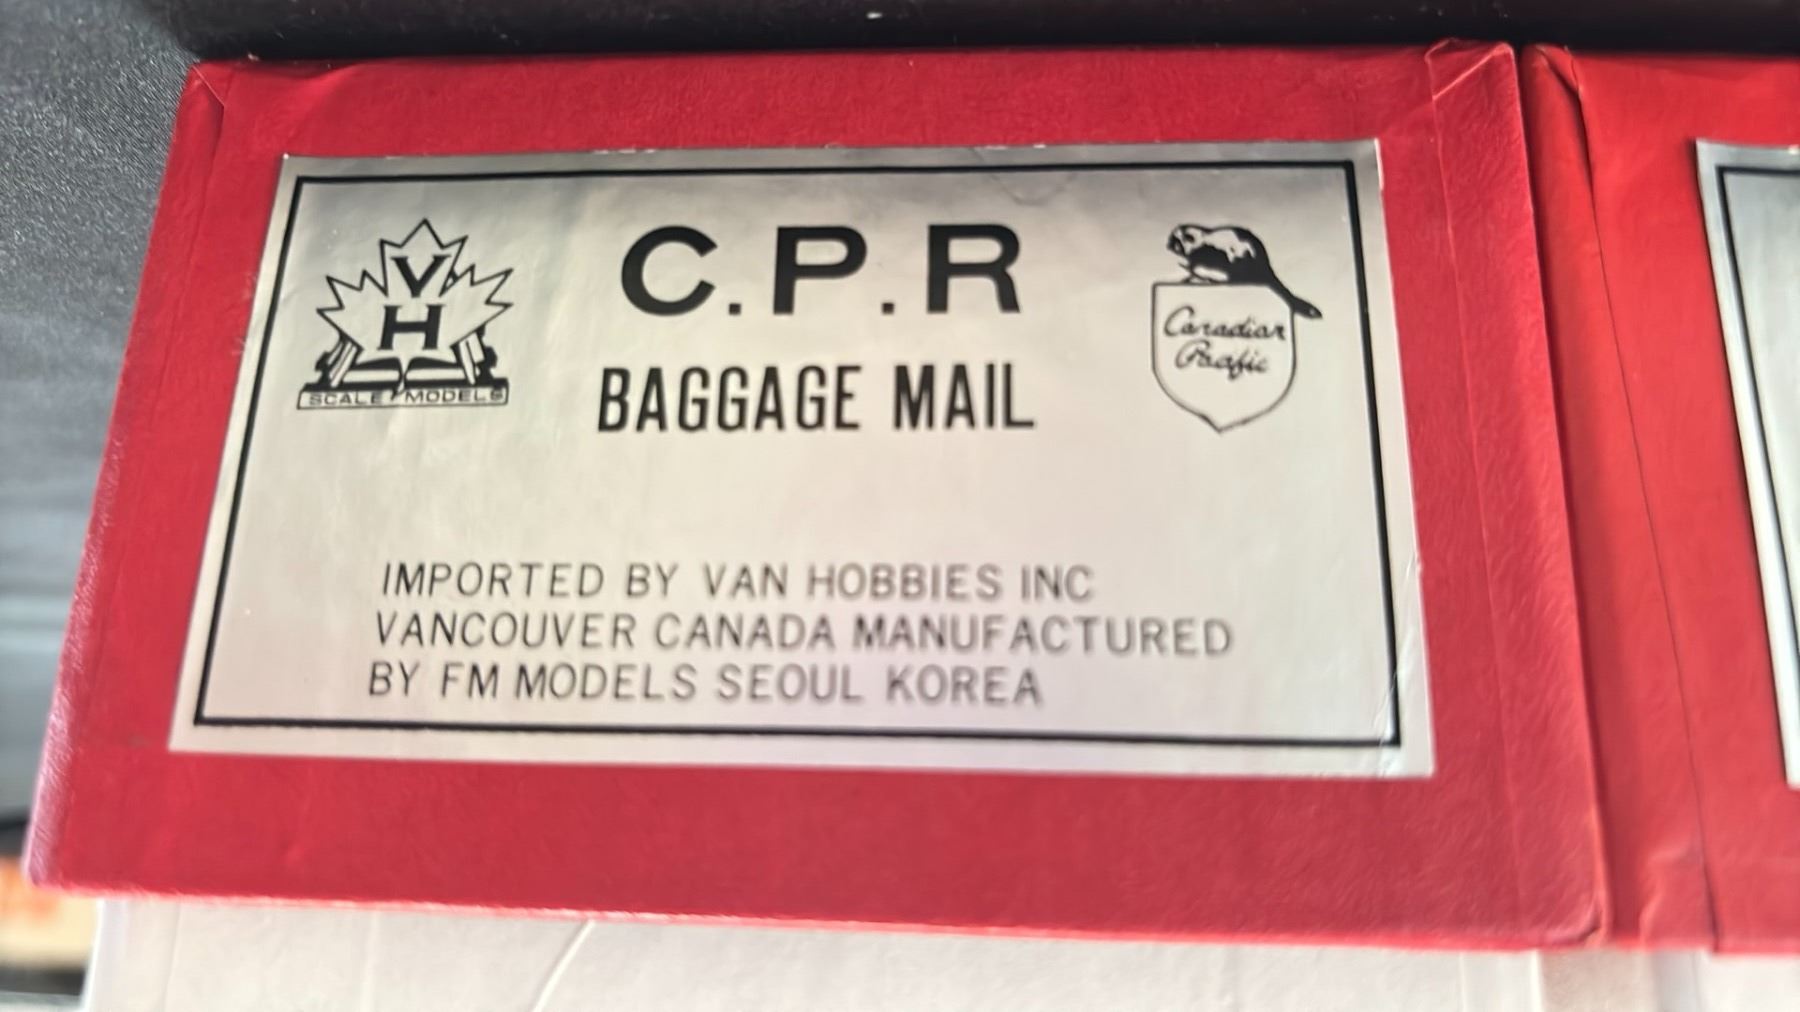 V
H
SCALE MODELS
C.P.R
BAGGAGE MAIL
Canadian
Pacific
IMPORTED BY VAN HOBBIES INC
VANCOUVER CANADA MANUFACTURED
BY FM MODELS SEOUL KOREA